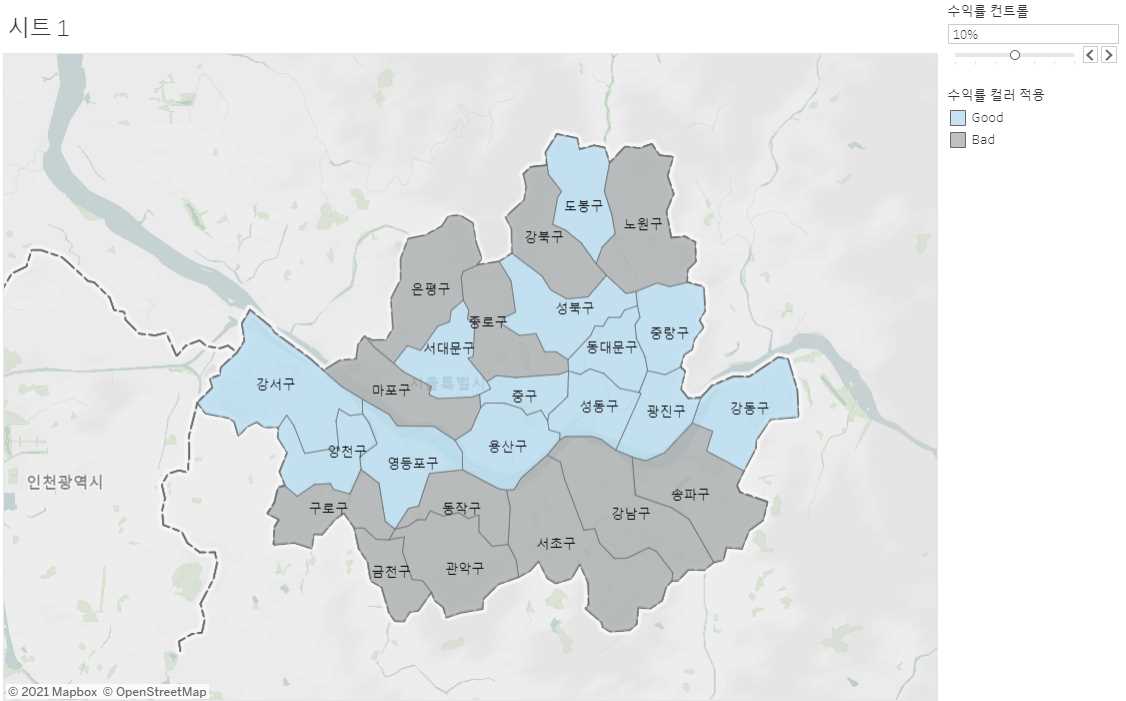 시트 1
수익률 컨트롤
10%
수익률 컬러 적용
Good
Bad
도봉구
노원구
강북구
은평구
성북구
종로구
중랑구
서대문구
동대문구
서울특별시
강서구
마포구
중구
성동구
광진구
강동구
용산구
양천구
영등포구
인천광역시
송파구
구로구
동작구
강남구
서초구
금천구
관악구
© 2021 Mapbox © OpenStreetMap